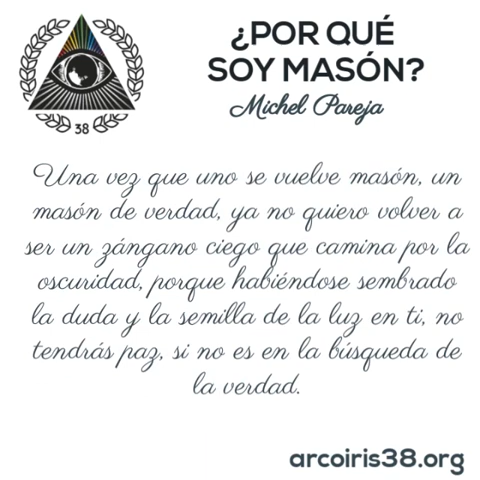 ¿POR QUÉ
SOY MASÓN?
Michel Pareja
38
Una vez que uno se vuelve masón, un
masón de verdad, ya no quiero volver a
ser un zángano ciego que camina por la
oscuridad, porque habiéndose sembrado
la duda y la semilla de la luz en ti, no
tendrás paz, si no es en la búsqueda de
la verdad.
arcoiris38.org